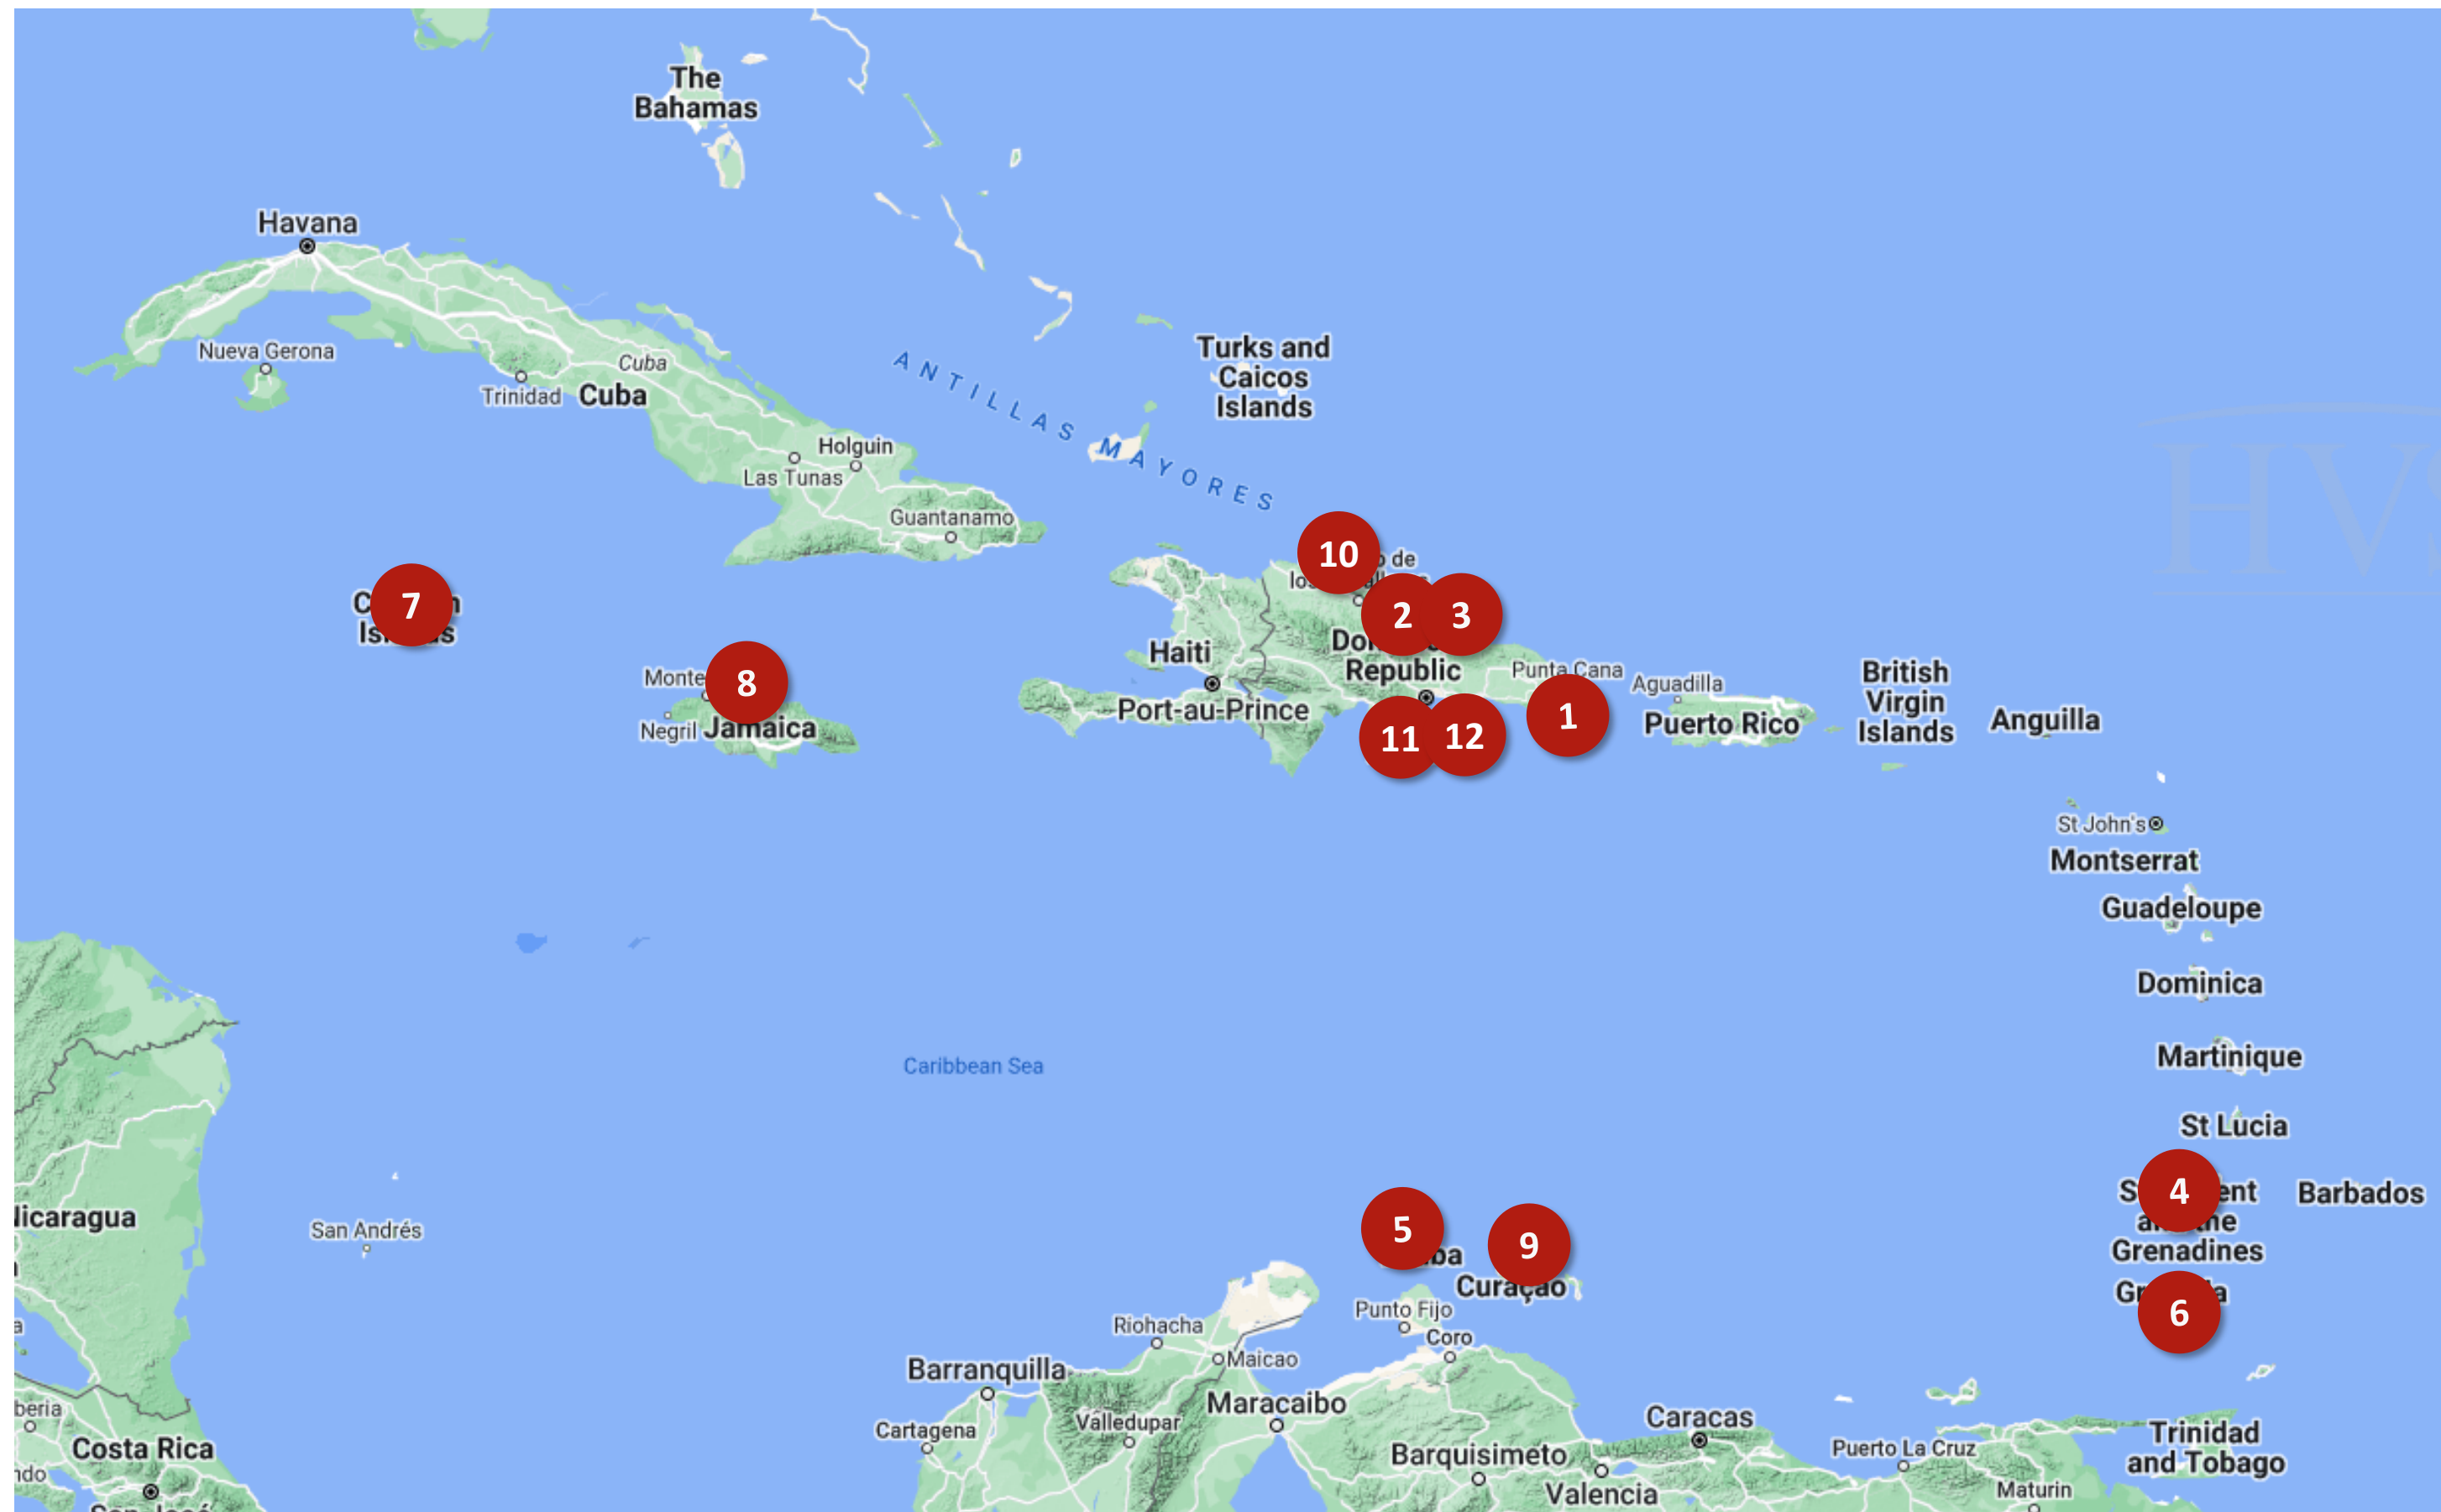 The
Bahamas
Havana
Nueva Gerona
Cuba
Trinidad
Cuba
Turks and
Caicos
Islands
ANTILLAS MAYORES
Holguin
Las Tunas
Guantanamo
10
7
2
3
Haiti
Republic
Punta Cana
Port-au-Prince
8
Negril
Jamaica
11
12
1
Aguadilla
Puerto Rico
British
Virgin
Islands
Anguilla
HVS
St John's
Montserrat
Guadeloupe
Dominica
Martinique
St Lucia
Caribbean Sea
4
Grenadines
Barbados
San Andrés
5
9
Curaçao
6
Punto Fijo
Riohacha
Coro
Maicao
Barranquilla
Maracaibo
Cartagena
Valledupar
Caracas
Barquisimeto
Valencia
Puerto La Cruz
Maturin
Trinidad
and Tobago
Costa Rica